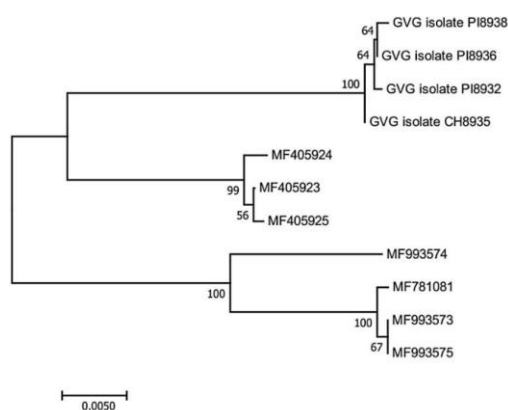 64
GVG isolate PI8938
64
GVG isolate PI8936
100
GVG isolate PI8932
GVG isolate CH8935
MF405924
99
MF405923
56
MF405925
MF993574
100
MF781081
100
MF993573
67
MF993575
0.0050